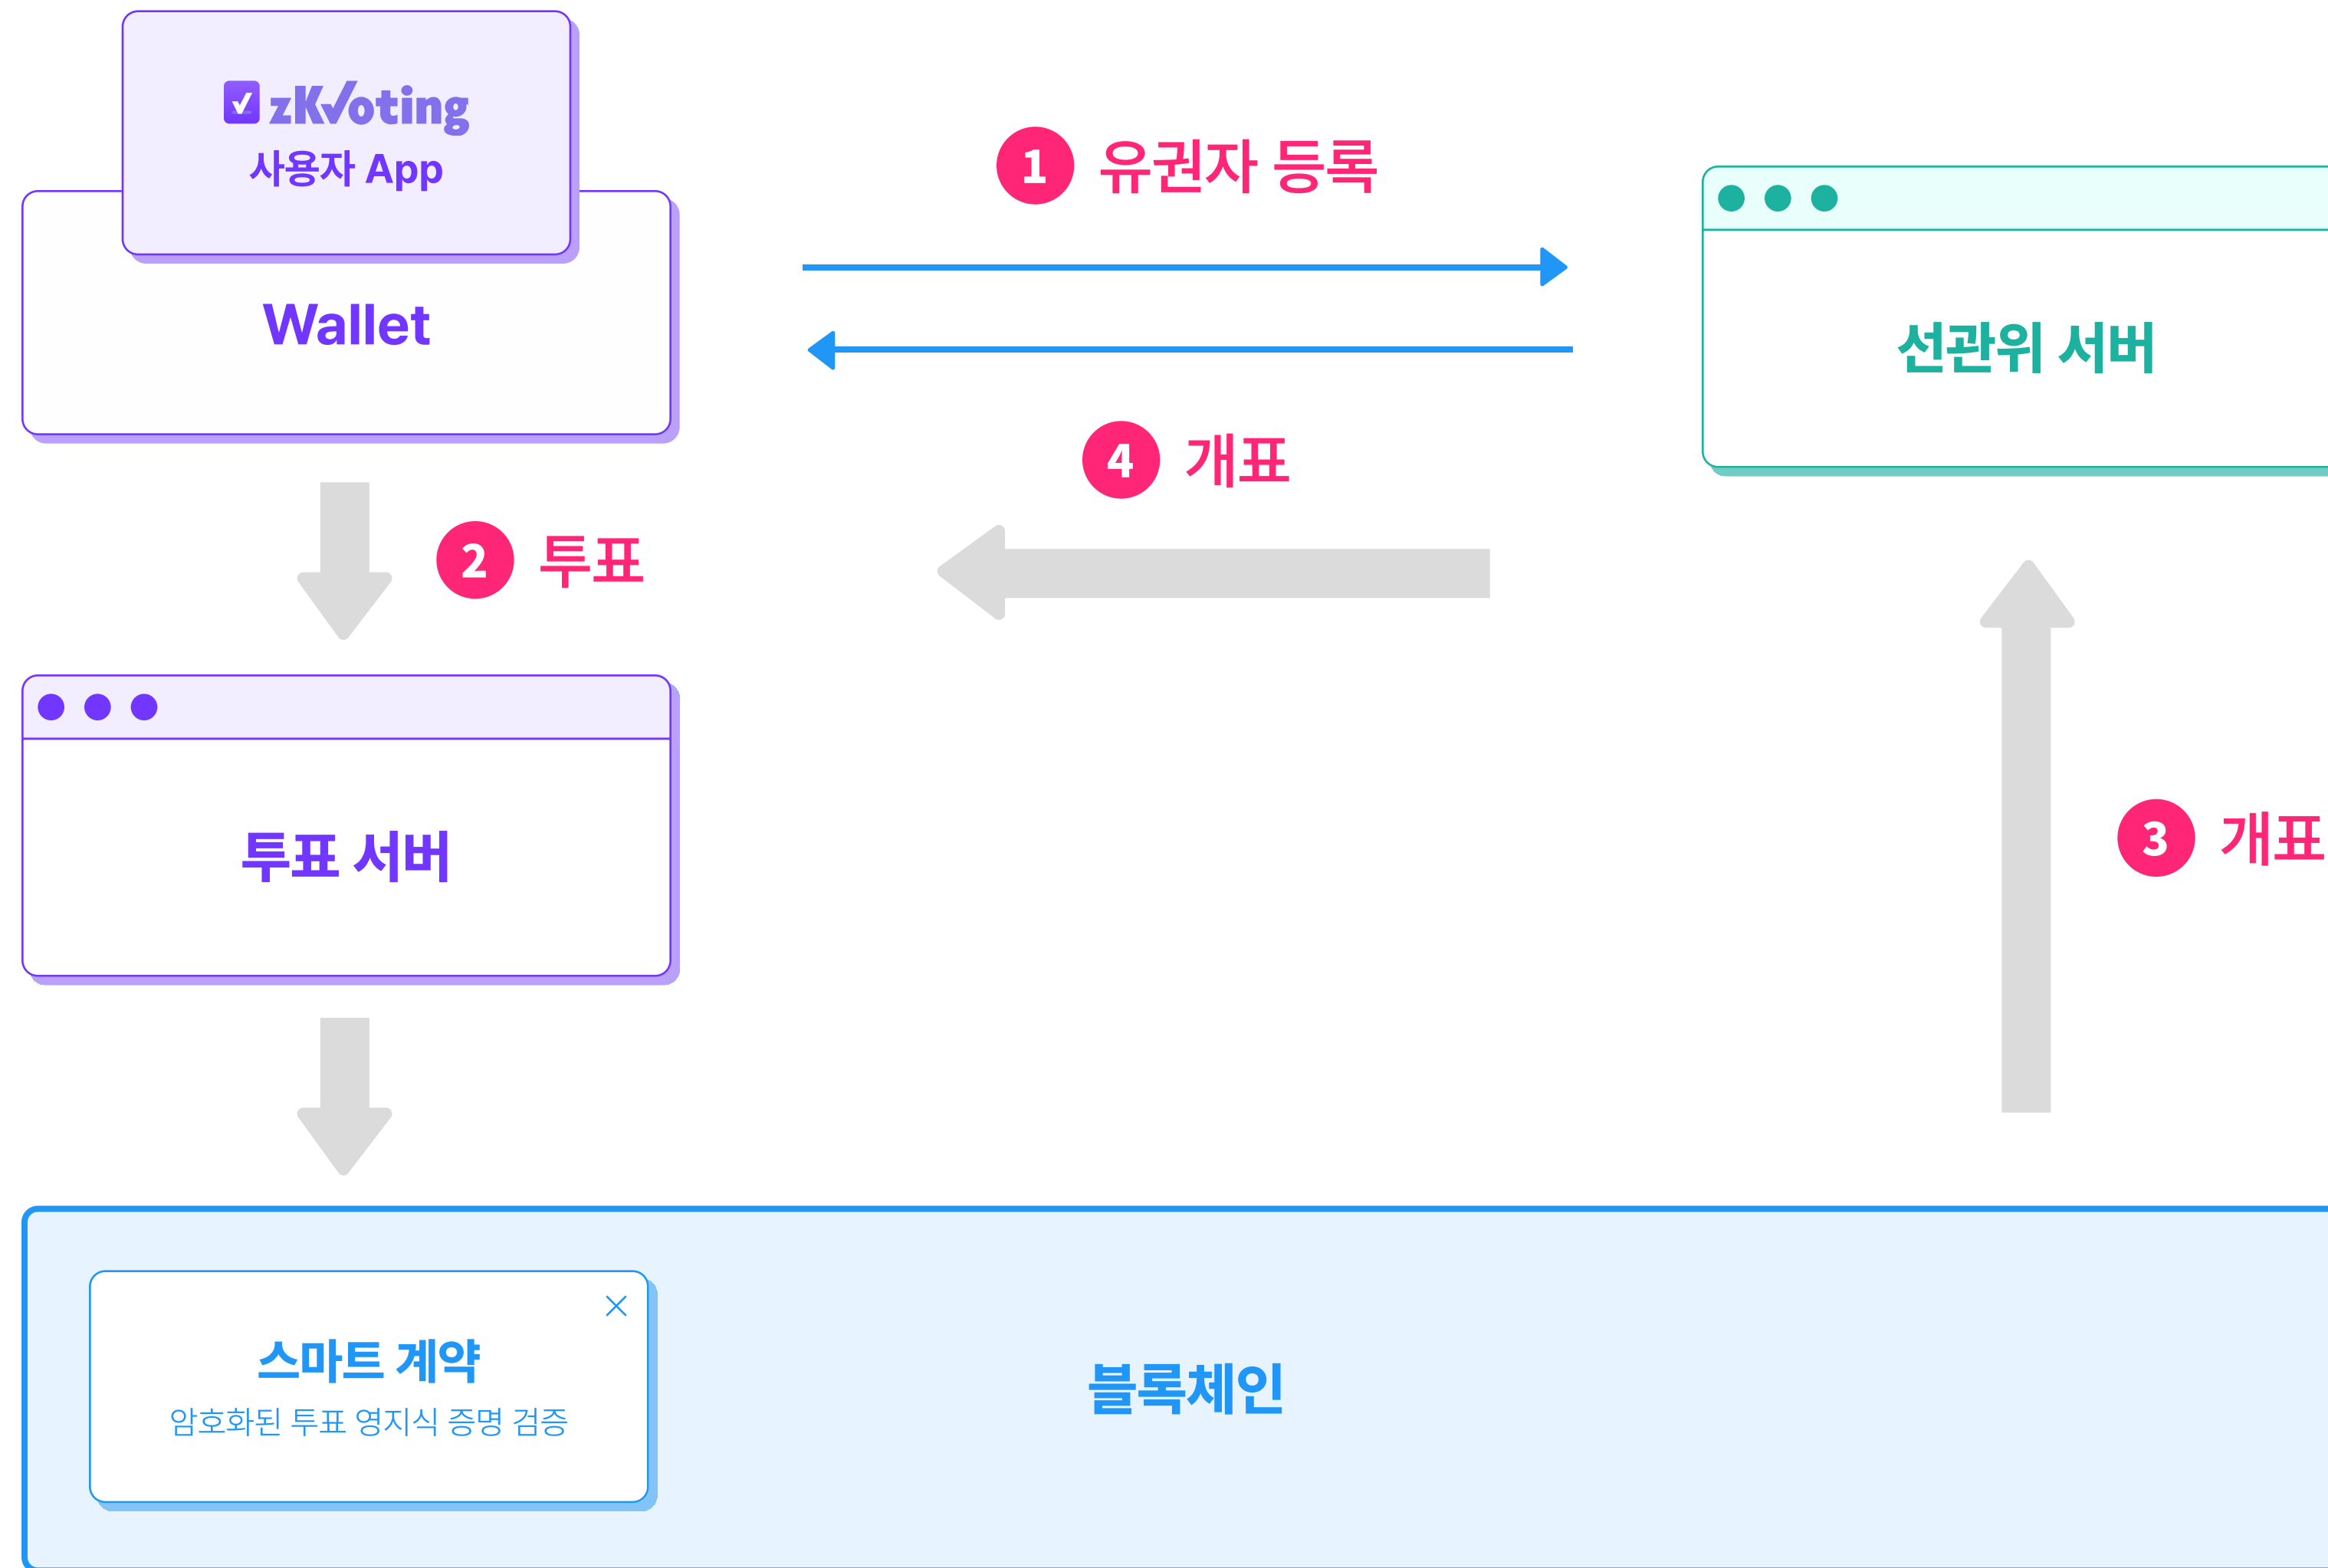 zkVoting
사용자 App
Wallet
1 유권자 등록
4 개표
선관위 서버
2 투표
투표 서버
3 개표
스마트 계약
암호화된 투표 영지식 증명 검증
블록체인